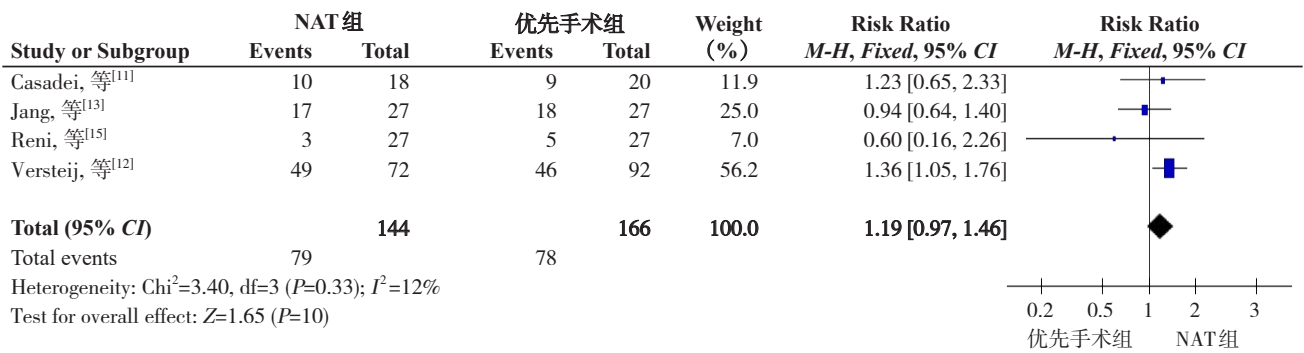 NAT组 优先手术组 Weight Risk Ratio Risk Ratio
Study or Subgroup Events Total Events Total (%) M-H, Fixed, 95% CI M-H, Fixed, 95% CI
Casadei, 等[11] 10 18 9 20 11.9 1.23 [0.65, 2.33]
Jang, 等[13] 17 27 18 27 25.0 0.94 [0.64, 1.40]
Reni, 等[15] 3 27 5 27 7.0 0.60 [0.16, 2.26]
Versteij, 等[12] 49 72 46 92 56.2 1.36 [1.05, 1.76]
Total (95% CI) 144 166 100.0 1.19 [0.97, 1.46]
Total events 79 78
Heterogeneity: Chi²=3.40, df=3 (P=0.33); I²=12%
Test for overall effect: Z=1.65 (P=10)
0.2 0.5 1 2 3
优先手术组 NAT组